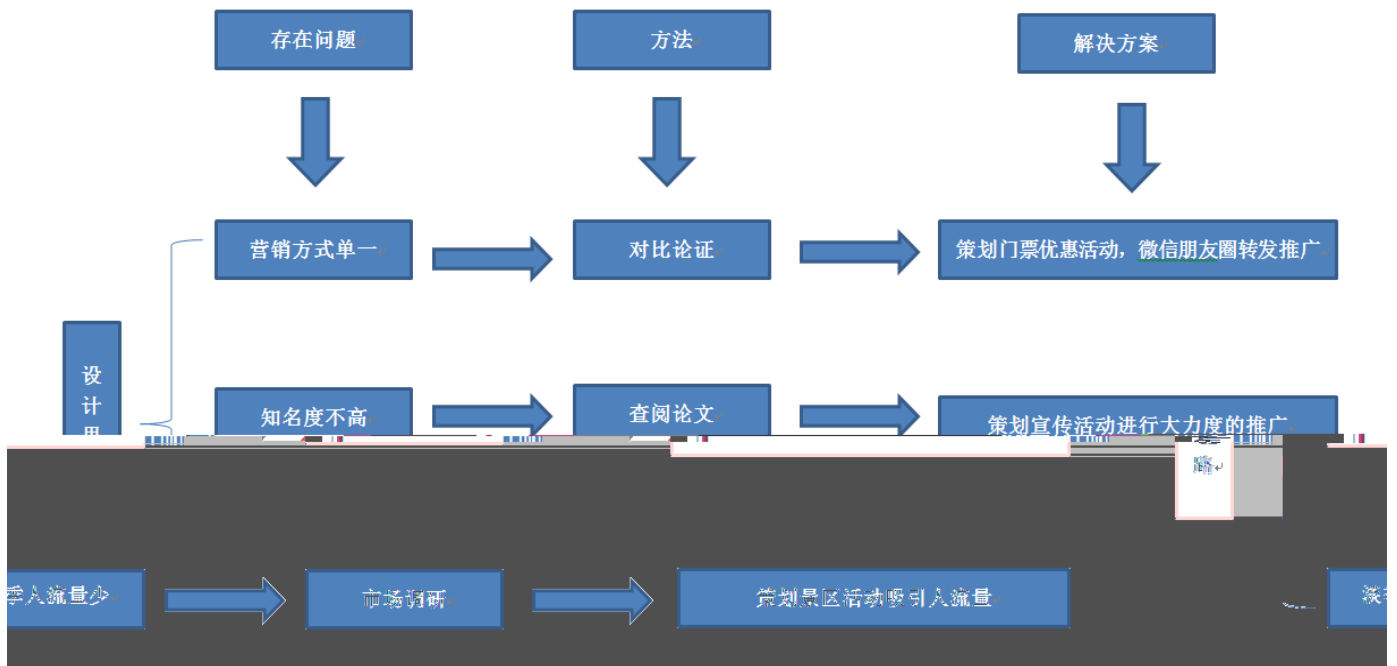 存在问题
方法
解决方案
营销方式单一
对比论证
策划门票优惠活动，微信朋友圈转发推广
设
计
知名度不高
查阅论文
策划宣传活动进行大力度的推广
路
季人流量少
市场调研
策划景区活动吸引人流量
淡